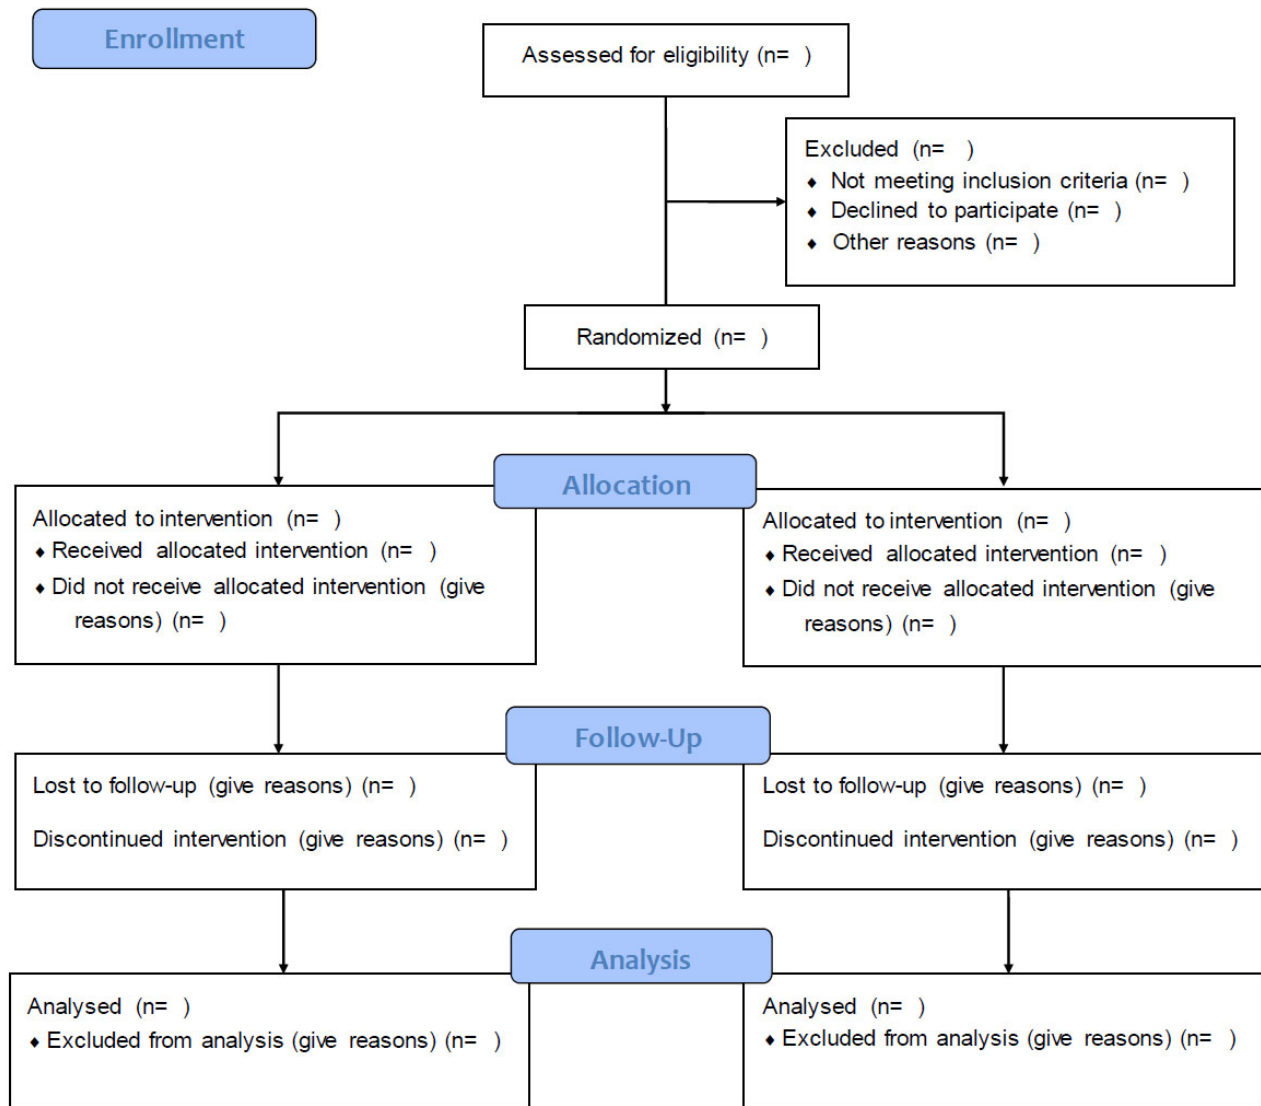 Enrollment
Assessed for eligibility (n= )
Excluded (n= )
♦ Not meeting inclusion criteria (n= )
♦ Declined to participate (n= )
♦ Other reasons (n= )
Randomized (n= )
Allocation
Allocated to intervention (n= )
♦ Received allocated intervention (n= )
♦ Did not receive allocated intervention (give
reasons) (n= )
Allocated to intervention (n= )
♦ Received allocated intervention (n= )
♦ Did not receive allocated intervention (give
reasons) (n= )
Follow-Up
Lost to follow-up (give reasons) (n= )
Discontinued intervention (give reasons) (n= )
Lost to follow-up (give reasons) (n= )
Discontinued intervention (give reasons) (n= )
Analysis
Analysed (n= )
♦ Excluded from analysis (give reasons) (n= )
Analysed (n= )
♦ Excluded from analysis (give reasons) (n= )